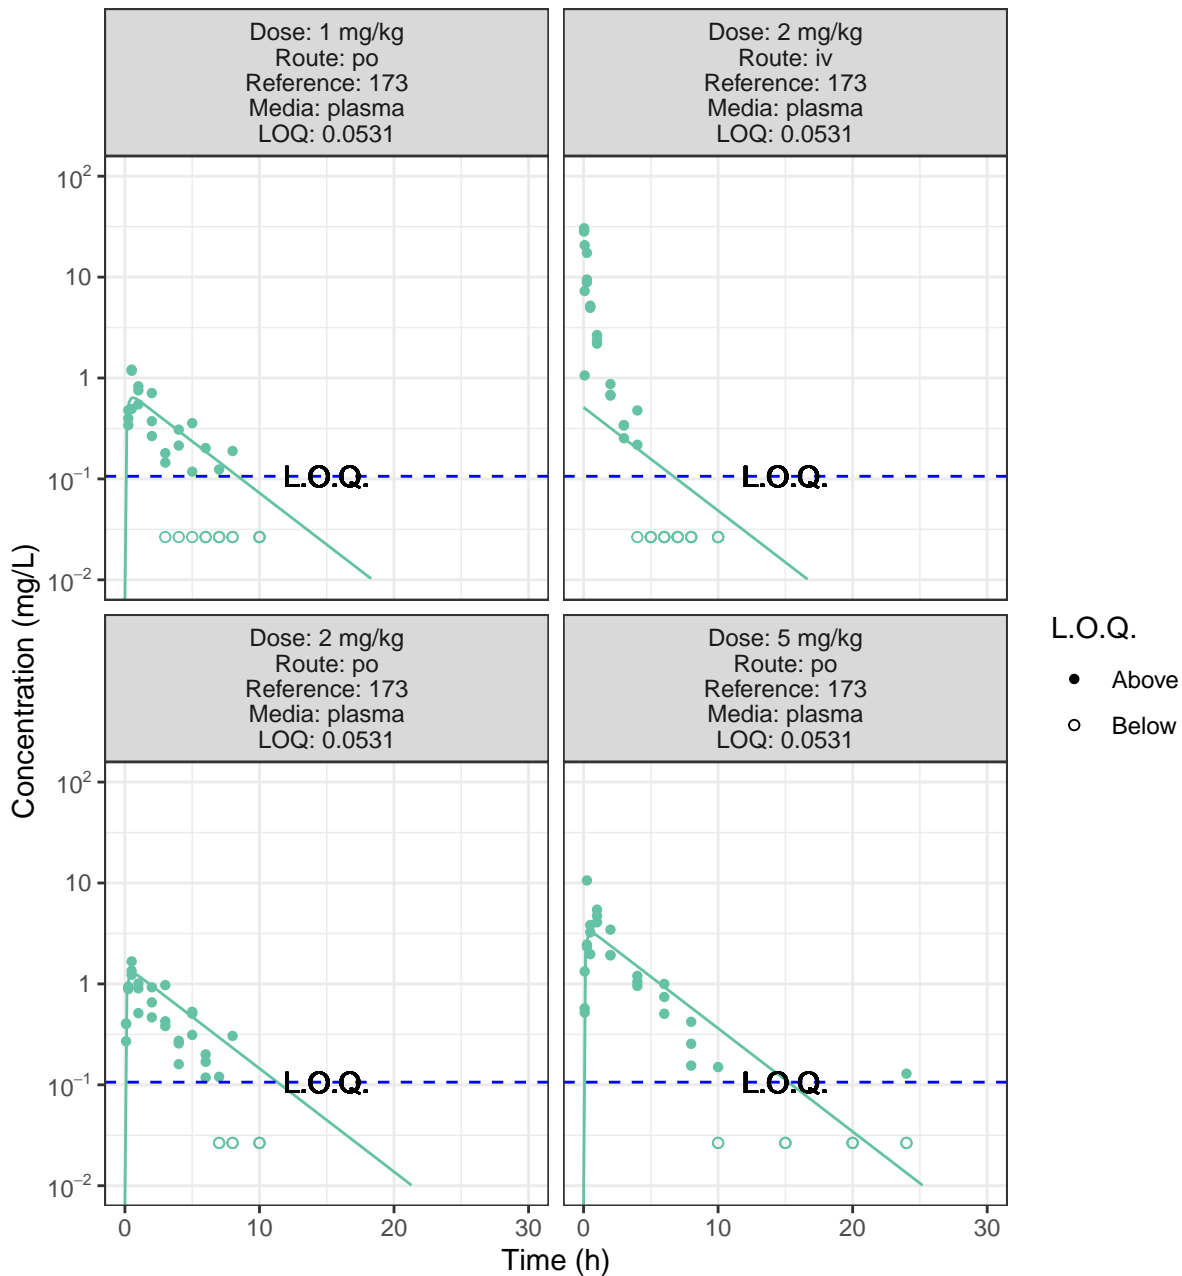 Dose: 1 mg/kg
Route: po
Reference: 173
Media: plasma
LOQ: 0.0531
Dose: 2 mg/kg
Route: iv
Reference: 173
Media: plasma
LOQ: 0.0531
10²
10
1
10⁻¹
10⁻²
L.O.Q.
L.O.Q.
Concentration (mg/L)
Dose: 2 mg/kg
Route: po
Reference: 173
Media: plasma
LOQ: 0.0531
Dose: 5 mg/kg
Route: po
Reference: 173
Media: plasma
LOQ: 0.0531
10²
10
1
10⁻¹
10⁻²
L.O.Q.
L.O.Q.
0 10 20 30
0 10 20 30
Time (h)
L.O.Q.
Above
Below